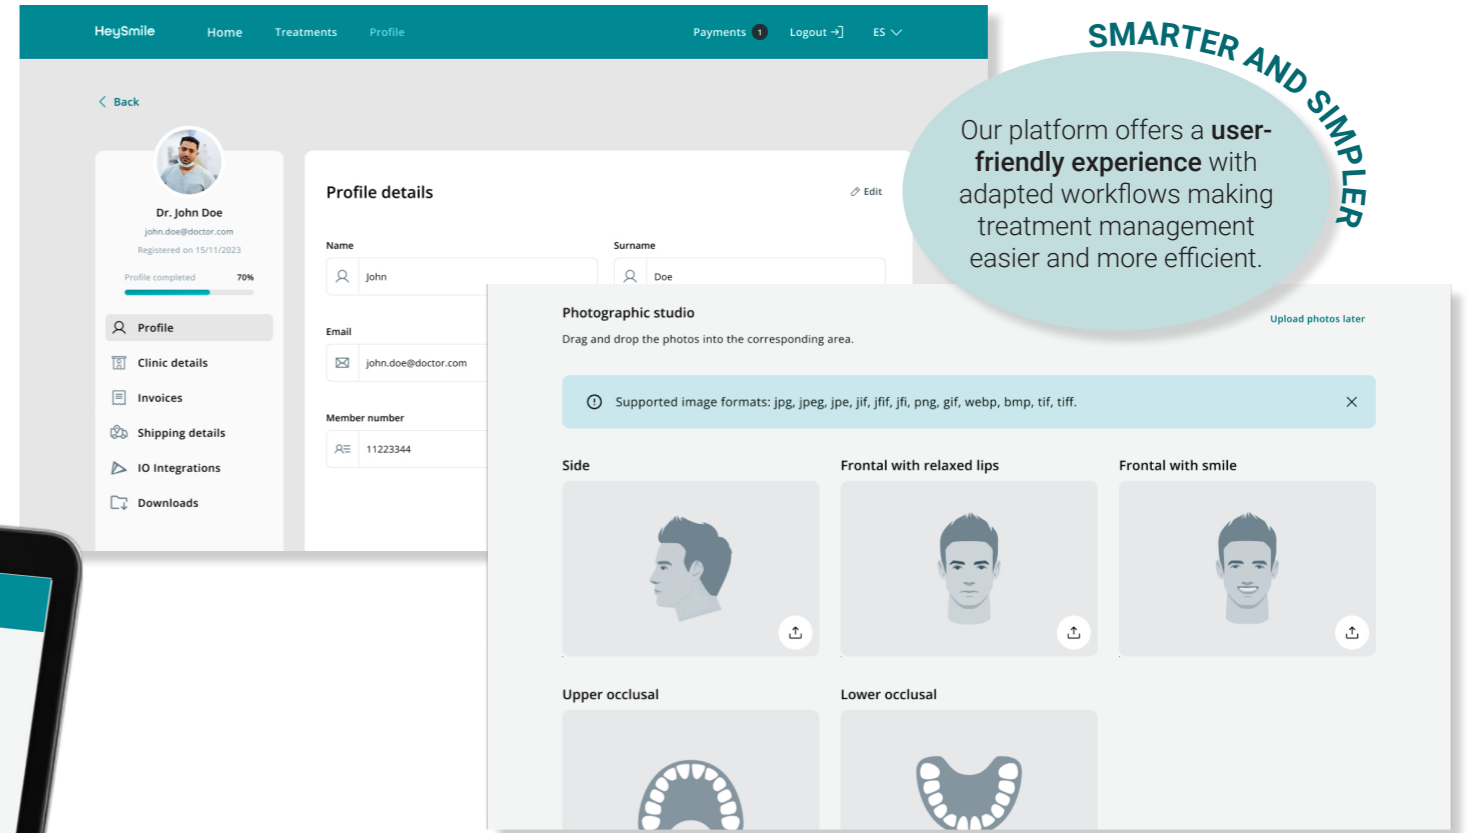 HeySmile
Home
Treatments
Profile
Payments 1
Logout
ES
Back
Dr. John Doe
john.doe@doctor.com
Registered on 15/11/2023
Profile completed 70%
Profile
Clinic details
Invoices
Shipping details
IO Integrations
Downloads
Profile details
Edit
Name
John
Surname
Doe
Email
john.doe@doctor.com
Member number
11223344
SMARTER AND SIMPLER
Our platform offers a user-
friendly experience with
adapted workflows making
treatment management
easier and more efficient.
Photographic studio
Upload photos later
Drag and drop the photos into the corresponding area.
Supported image formats: jpg, jpeg, jpe, jif, jfif, jfi, png, gif, webp, bmp, tif, tiff.
Side
Frontal with relaxed lips
Frontal with smile
Upper occlusal
Lower occlusal